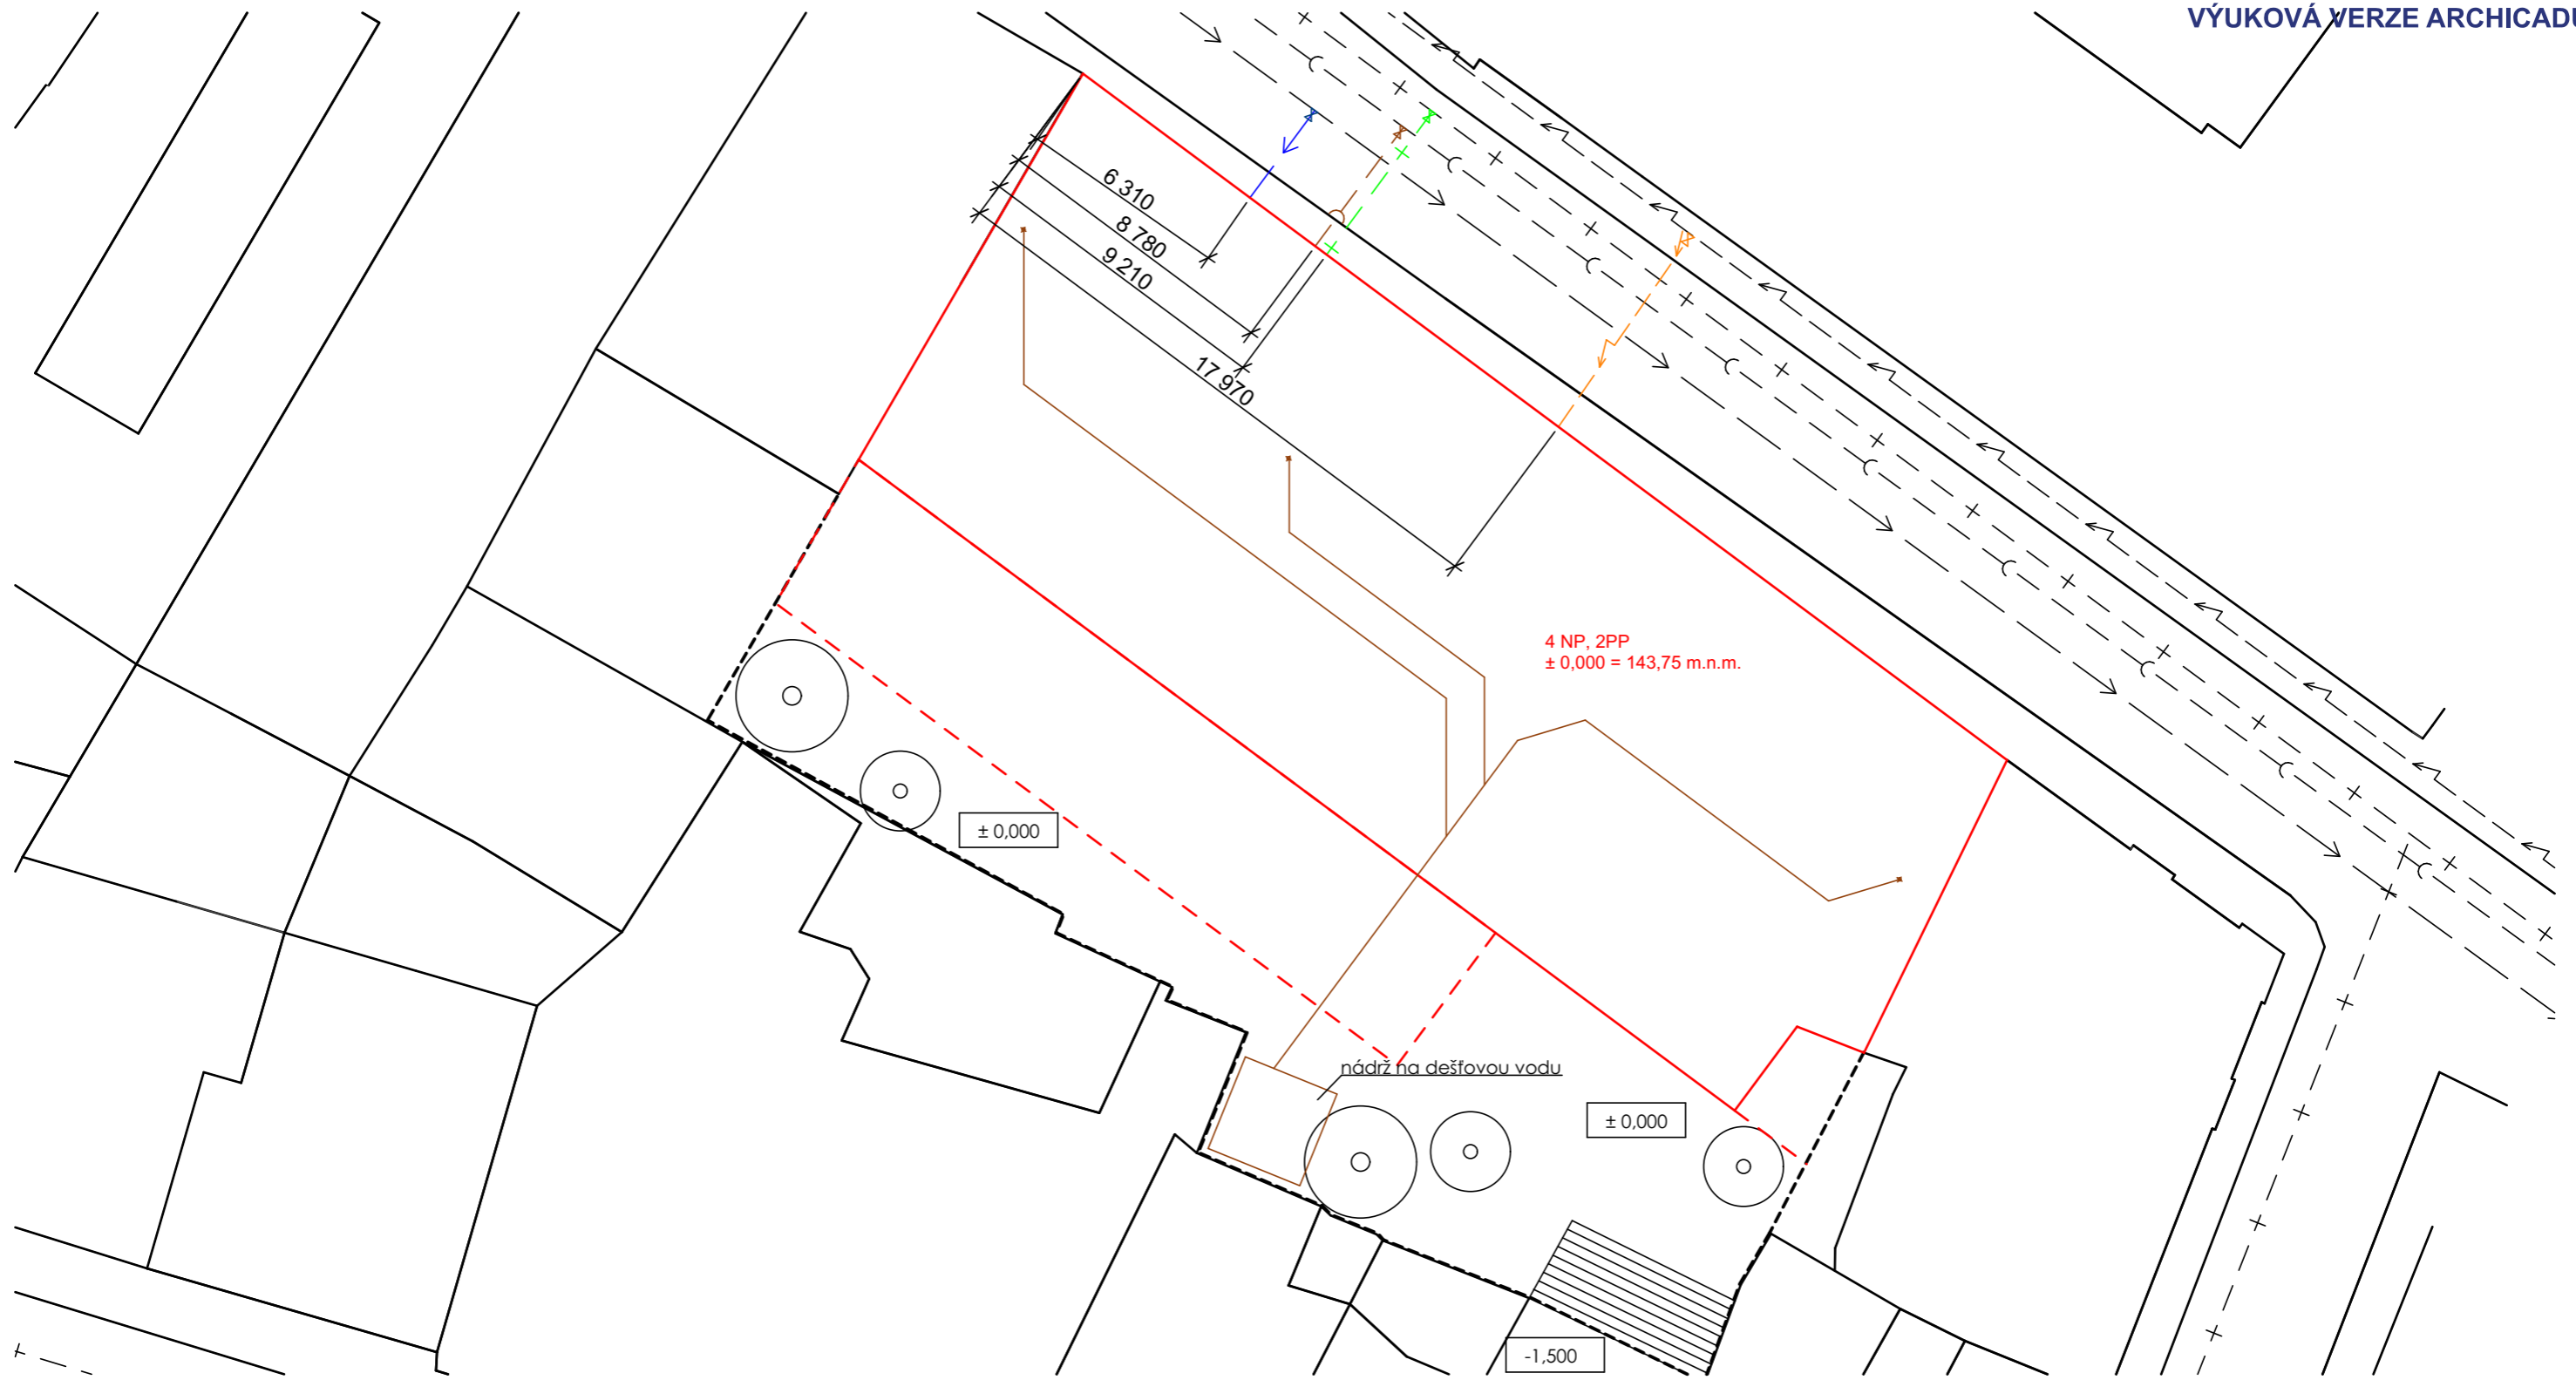 VÝUKOVÁ VERZE ARCHICADU
6 310
8 780
9 210
17 970
4 NP, 2PP
± 0,000 = 143,75 m.n.m.
± 0,000
nádrž na dešťovou vodu
± 0,000
-1,500